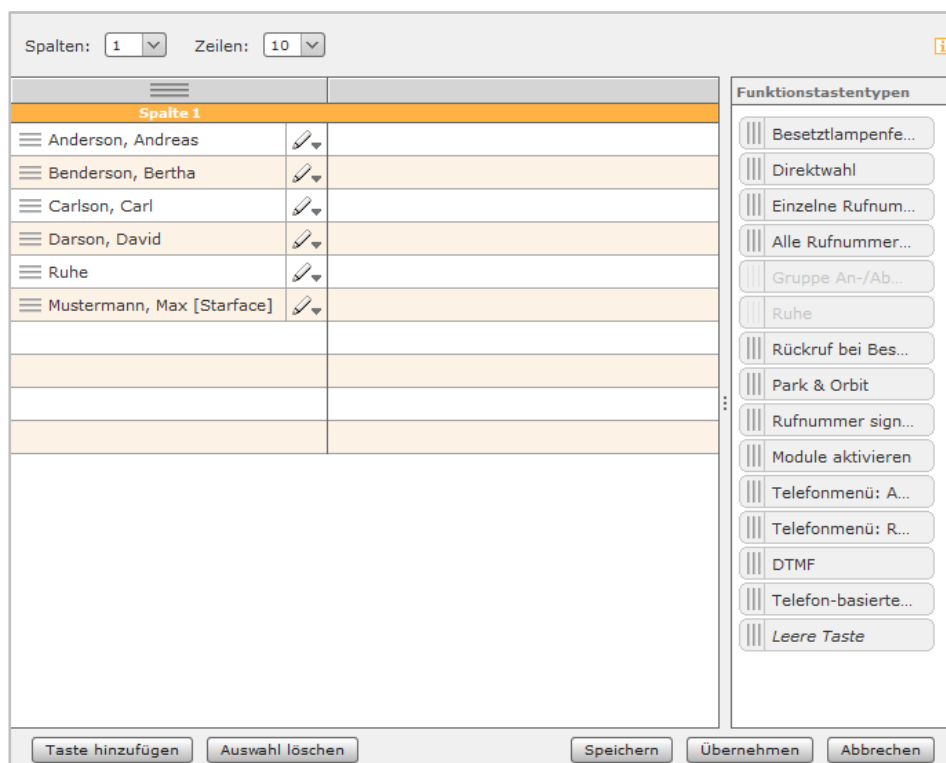 Spalten: 1 Zeilen: 10
Spalte 1
Anderson, Andreas
Benderson, Bertha
Carlson, Carl
Darson, David
Ruhe
Mustermann, Max [Starface]
Funktionstastentypen
Besetztlampenfe...
Direktwahl
Einzelne Rufnum...
Alle Rufnummer...
Gruppe An-/Ab...
Ruhe
Rückruf bei Bes...
Park & Orbit
Rufnummer sign...
Module aktivieren
Telefonmenü: A...
Telefonmenü: R...
DTMF
Telefon-basierte...
Leere Taste
Taste hinzufügen Auswahl löschen Speichern Übernehmen Abbrechen